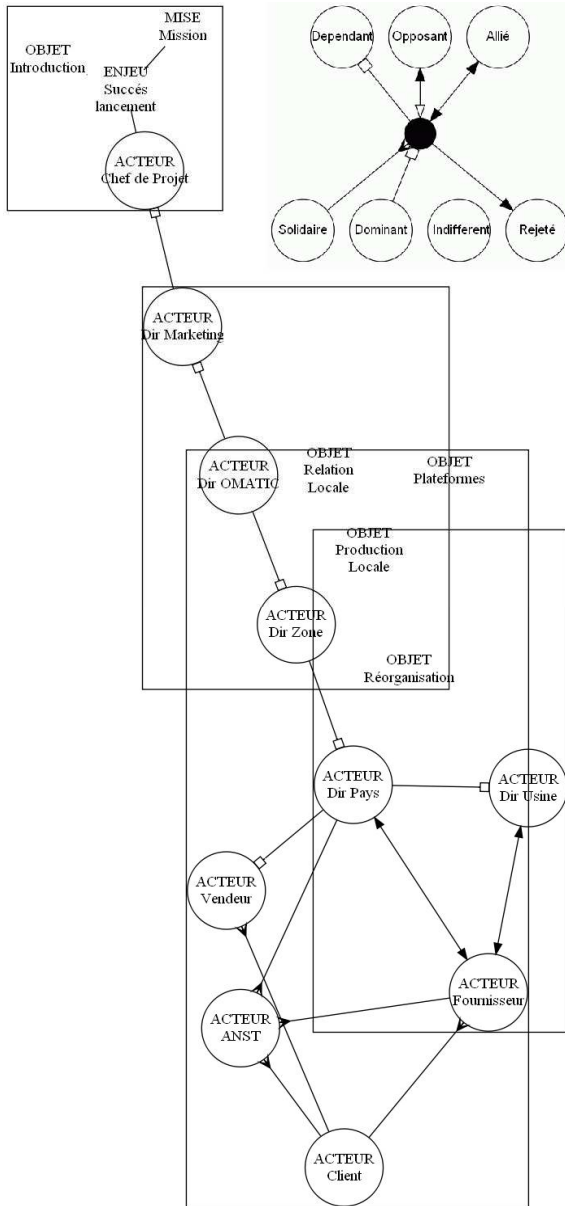 MISE
Mission
OBJET
Introduction
ENJEU
Succés
lancement
ACTEUR
Chef de Projet
Dependant
Opposant
Allié
Solidaire
Dominant
Indifferent
Rejeté
ACTEUR
Dir Marketing
ACTEUR
Dir OMATIC
OBJET
Relation
Locale
OBJET
Plateformes
OBJET
Production
Locale
ACTEUR
Dir Zone
OBJET
Réorganisation
ACTEUR
Dir Pays
ACTEUR
Dir Usine
ACTEUR
Vendeur
ACTEUR
Fournisseur
ACTEUR
ANST
ACTEUR
Client